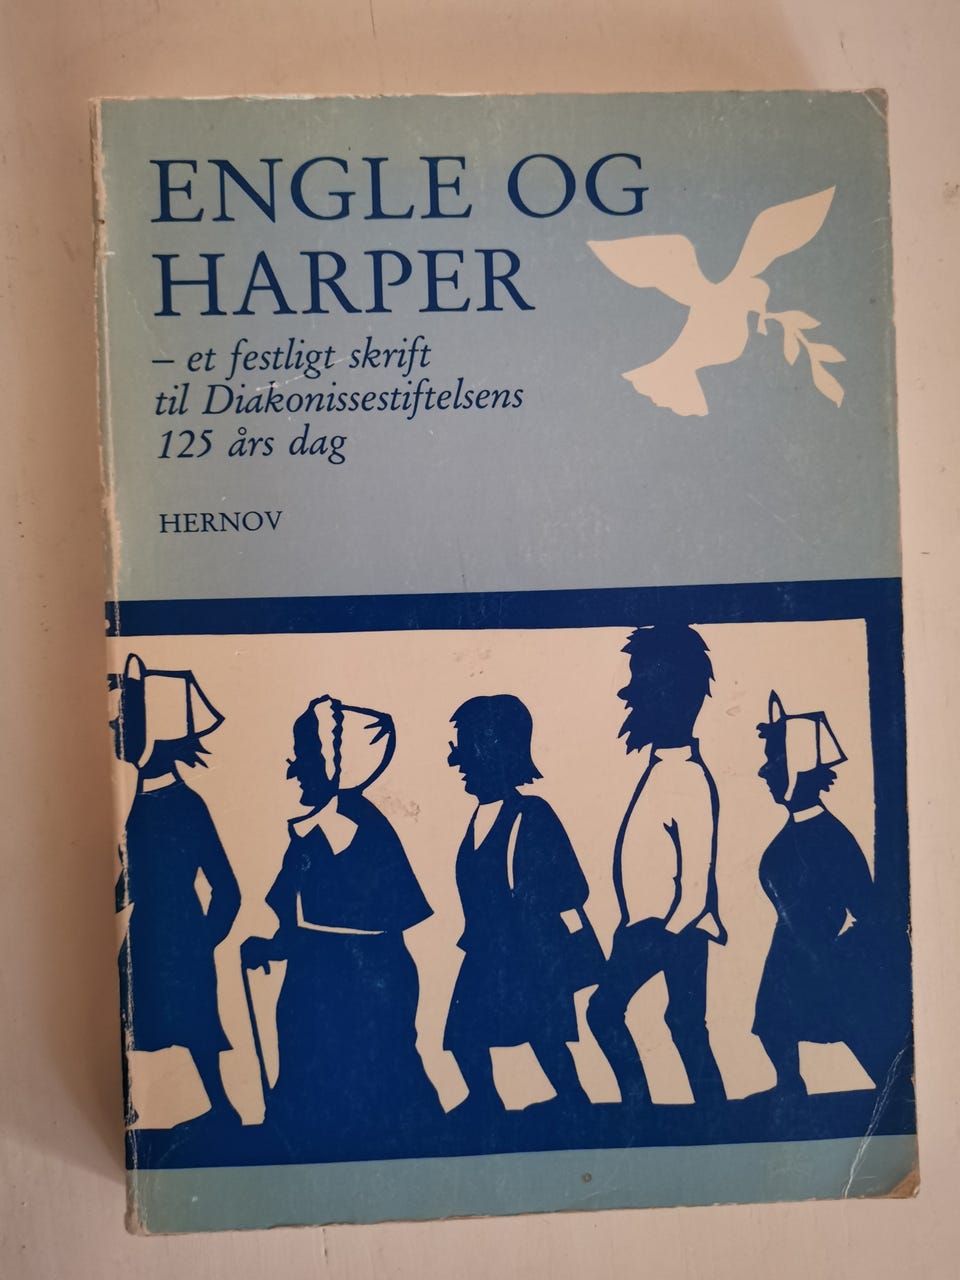 ENGLE OG
HARPER
– et festligt skrift
til Diakonissestiftelsens
125 års dag
HERNOV